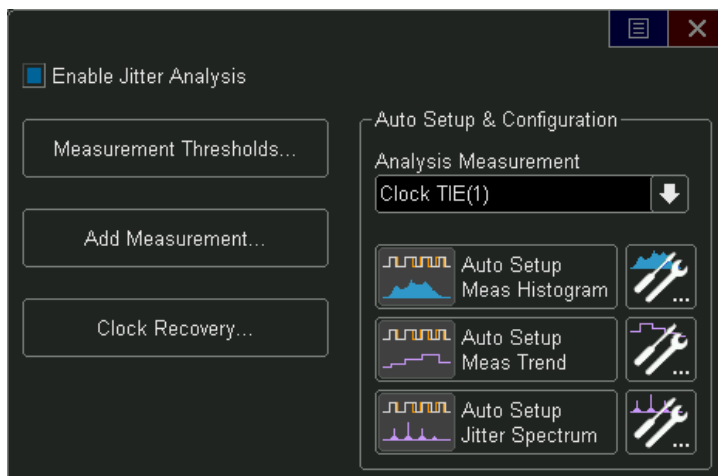 Enable Jitter Analysis
Measurement Thresholds...
Add Measurement...
Clock Recovery...
Auto Setup & Configuration
Analysis Measurement
Clock TIE(1)
Auto Setup
Meas Histogram
...
Auto Setup
Meas Trend
...
Auto Setup
Jitter Spectrum
...